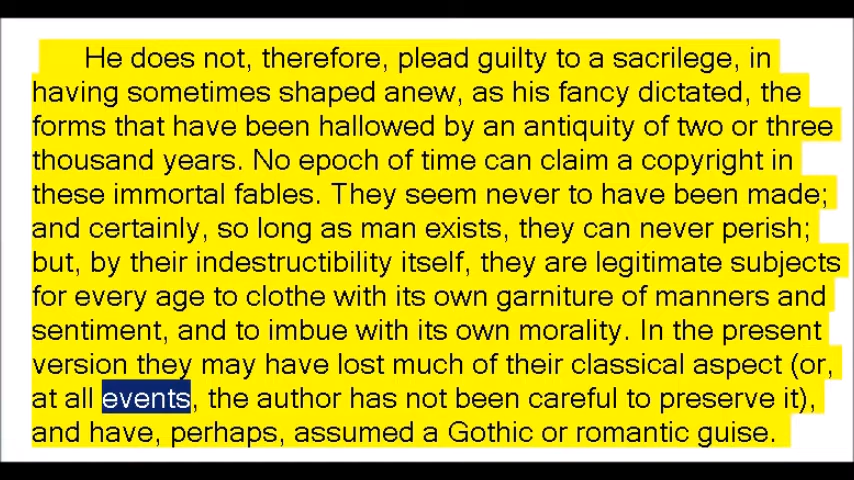 He does not, therefore, plead guilty to a sacrilege, in
having sometimes shaped anew, as his fancy dictated, the
forms that have been hallowed by an antiquity of two or three
thousand years. No epoch of time can claim a copyright in
these immortal fables. They seem never to have been made;
and certainly, so long as man exists, they can never perish;
but, by their indestructibility itself, they are legitimate subjects
for every age to clothe with its own garniture of manners and
sentiment, and to imbue with its own morality. In the present
version they may have lost much of their classical aspect (or,
at all events, the author has not been careful to preserve it),
and have, perhaps, assumed a Gothic or romantic guise.